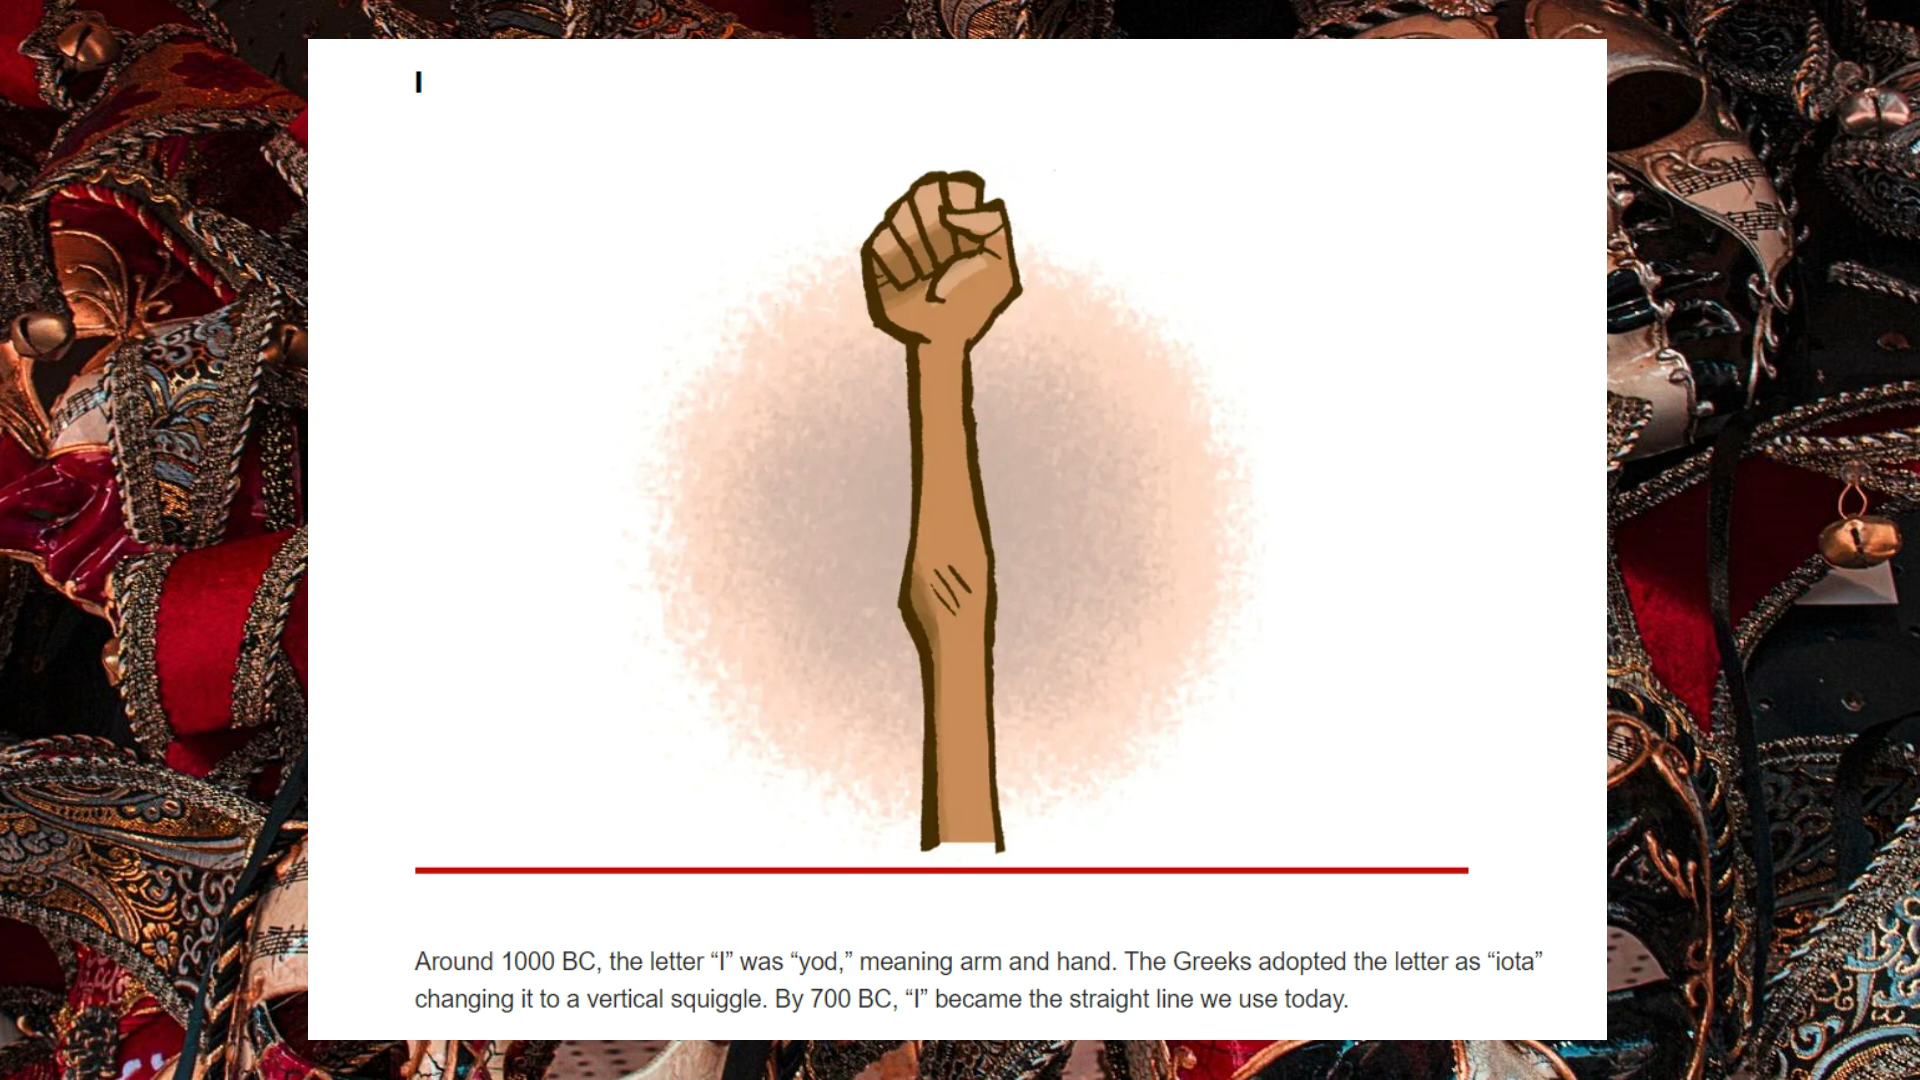 I
Around 1000 BC, the letter “I” was “yod,” meaning arm and hand. The Greeks adopted the letter as “iota”
changing it to a vertical squiggle. By 700 BC, “I” became the straight line we use today.